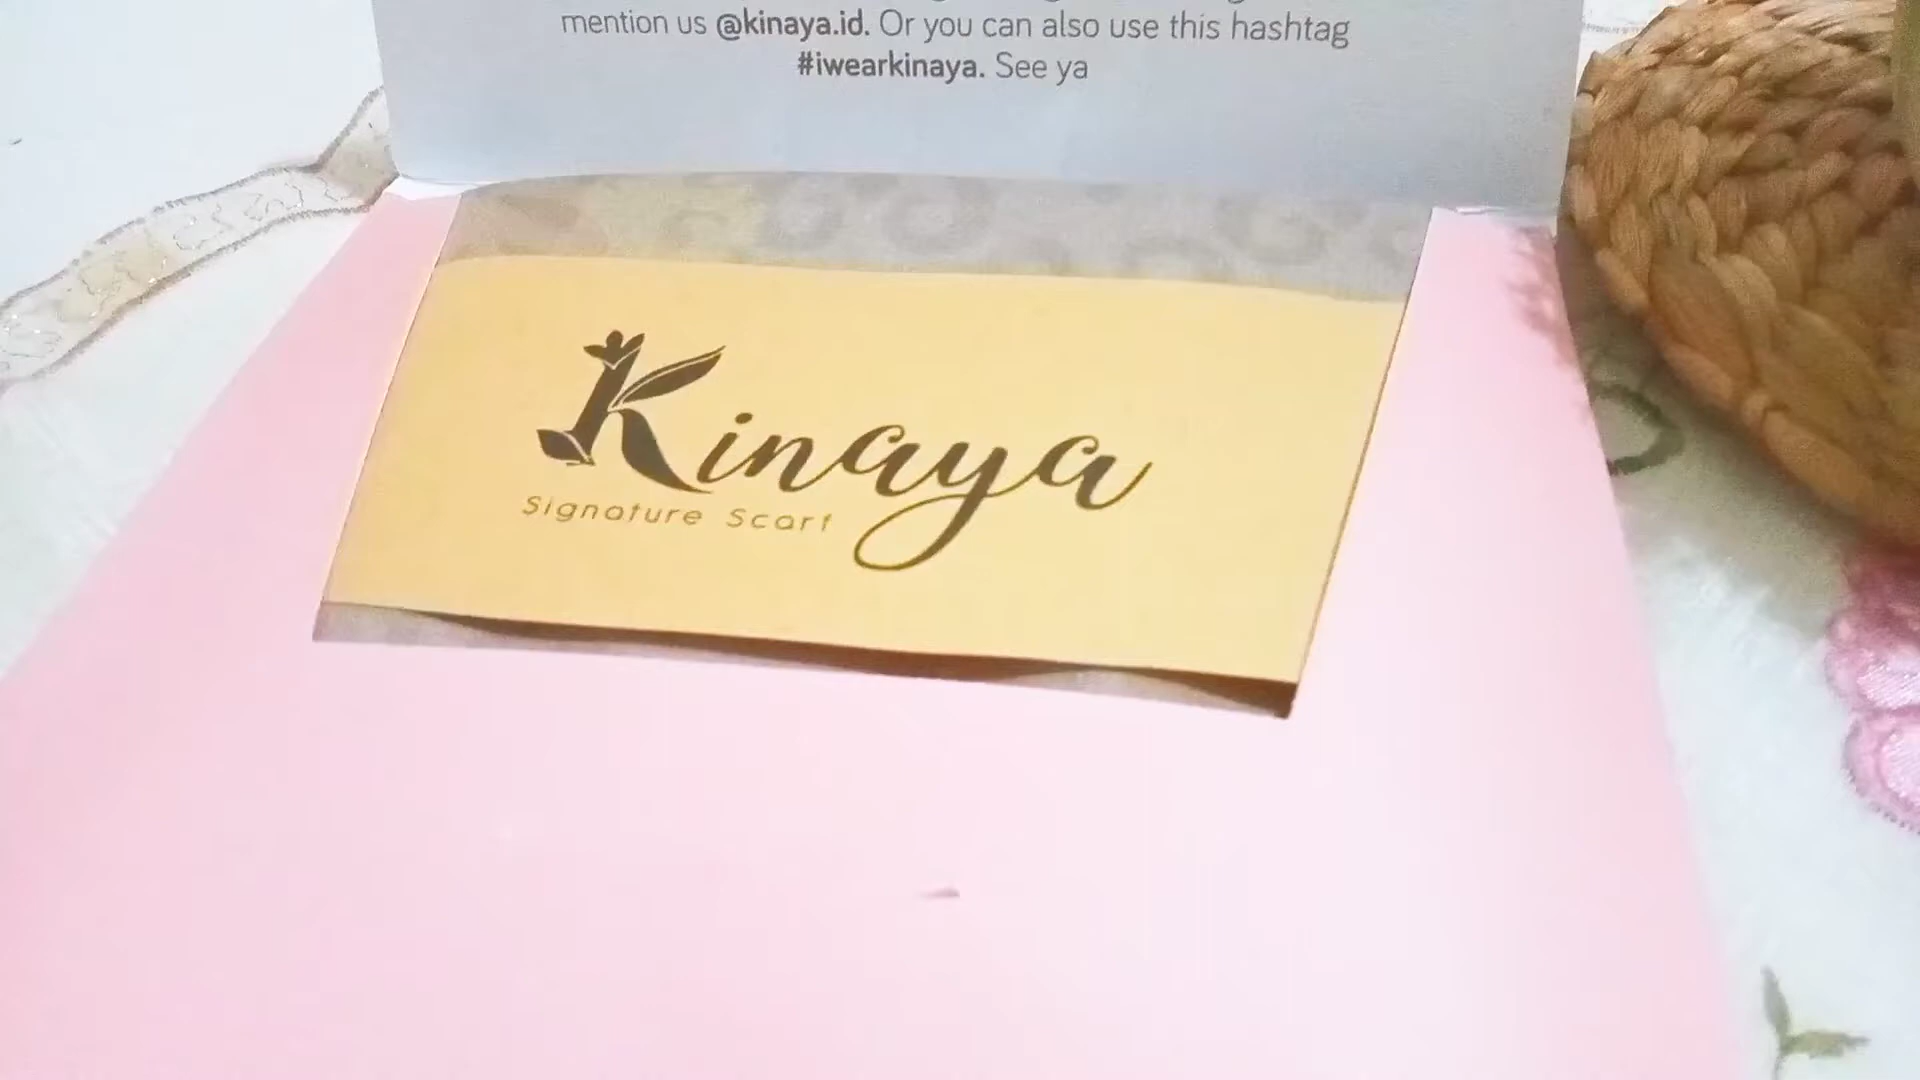 mention us @kinaya.id. Or you can also use this hashtag
#iwearkinaya. See ya
Kinaya
Signature Scarf